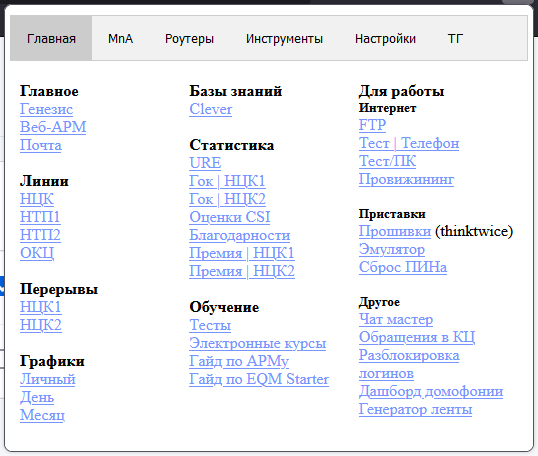 Главная MnA Роутеры Инструменты Настройки ТГ
Главное
Генезис
Веб-АРМ
Почта
Линии
НЦК
НТП1
НТП2
ОКЦ
Перерывы
НЦК1
НЦК2
Графики
Личный
День
Месяц
Базы знаний
Clever
Статистика
URE
Гок | НЦК1
Гок | НЦК2
Оценки CSI
Благодарности
Премия | НЦК1
Премия | НЦК2
Обучение
Тесты
Электронные курсы
Гайд по АРМу
Гайд по EQM Starter
Для работы
Интернет
FTP
Тест | Телефон
Тест/ПК
Провижининг
Приставки
Прошивки (thinktwice)
Эмулятор
Сброс ПИНа
Другое
Чат мастер
Обращения в КЦ
Разблокировка
логинов
Дашборд домофонии
Генератор ленты